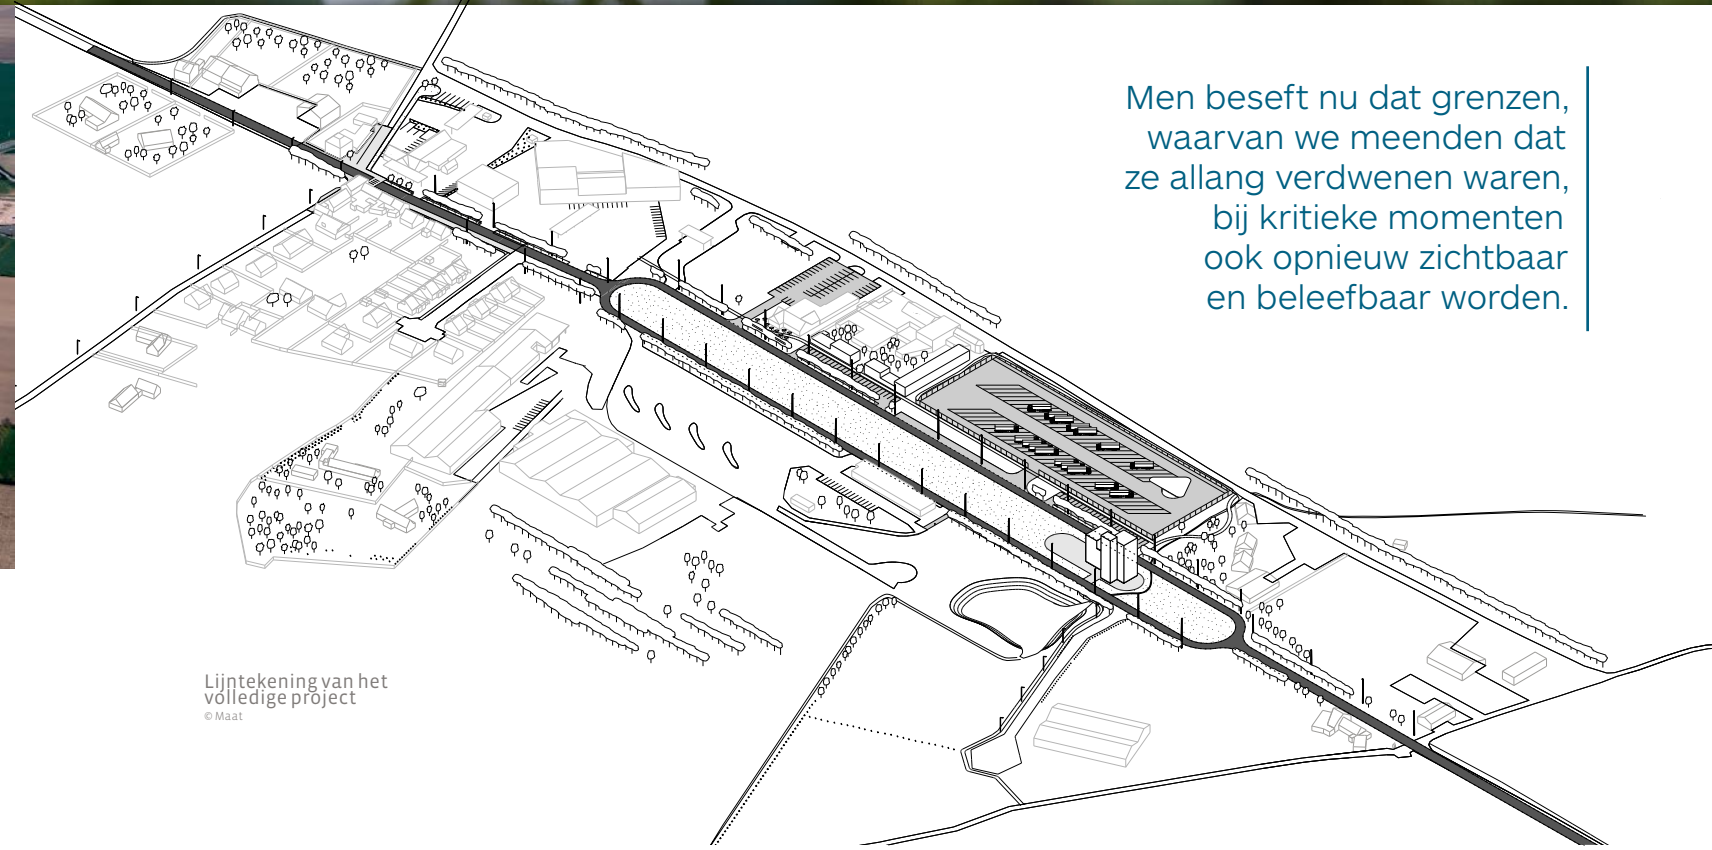 Men beseft nu dat grenzen,
waarvan we meenden dat
ze allang verdwenen waren,
bij kritieke momenten
ook opnieuw zichtbaar
en beleefbaar worden.
Lijntekening van het
volledige project
© Maat